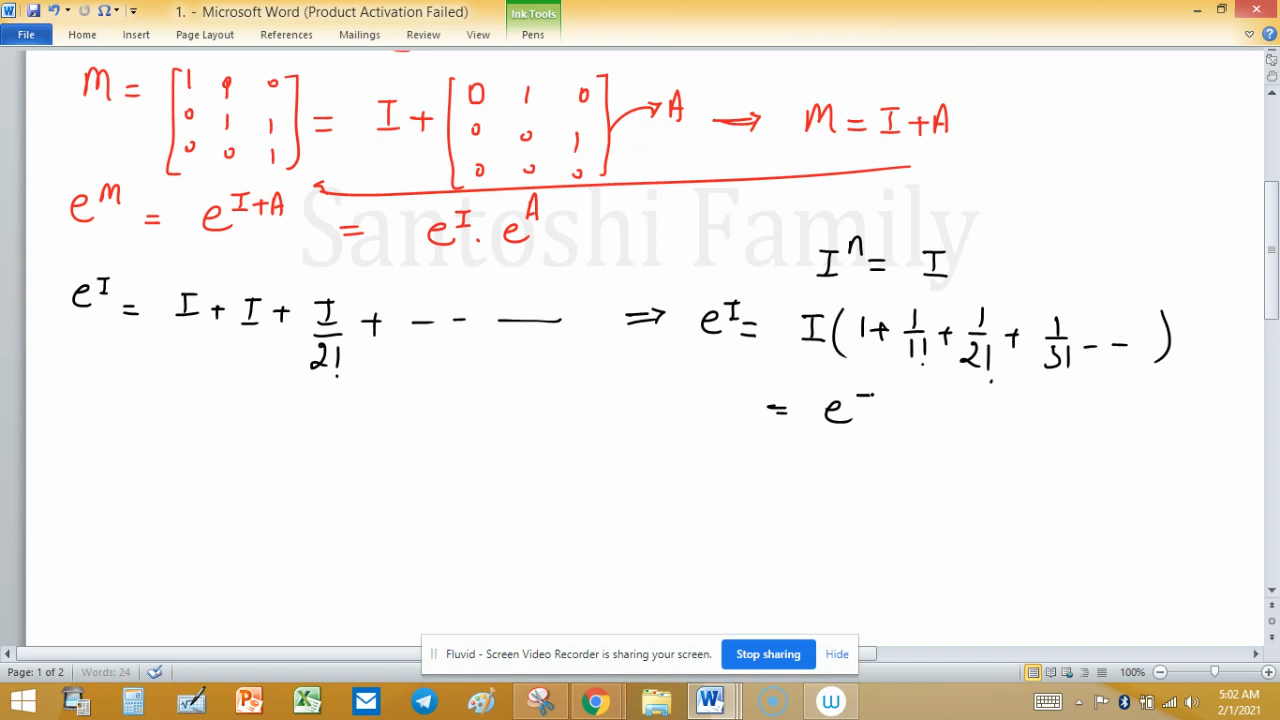 1. - Microsoft Word (Product Activation Failed)
Ink Tools
File Home Insert Page Layout References Mailings Review View Pens
M = [1 1 0 = I + [0 1 0 → A ⟹ M = I + A
0 1 1 0 0 1
0 0 1] 0 0 0]
e^M = e^{I+A} = e^I . e^A
Santoshi Family
I^n = I
e^I = I + I + I/2! + - - — ⟹ e^I = I(1 + 1/1! + 1/2! + 1/3! - - )
= e
Fluvid - Screen Video Recorder is sharing your screen. Stop sharing Hide
Page: 1 of 2 Words: 24 100%
5:02 AM
2/1/2021